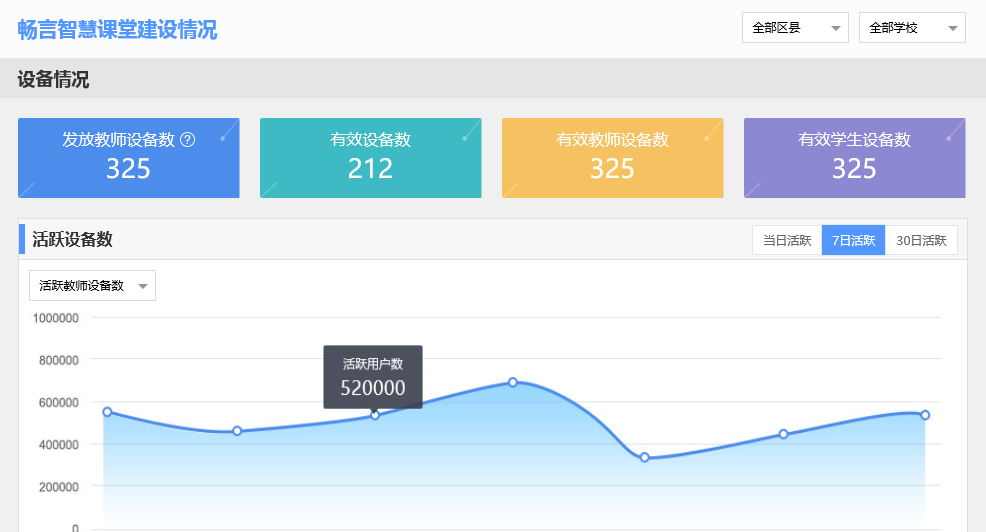 畅言智慧课堂建设情况
全部区县
全部学校
设备情况
发放教师设备数 ?
325
有效设备数
212
有效教师设备数
325
有效学生设备数
325
活跃设备数
当日活跃
7日活跃
30日活跃
活跃教师设备数
1000000
800000
600000
400000
200000
0
活跃用户数
520000